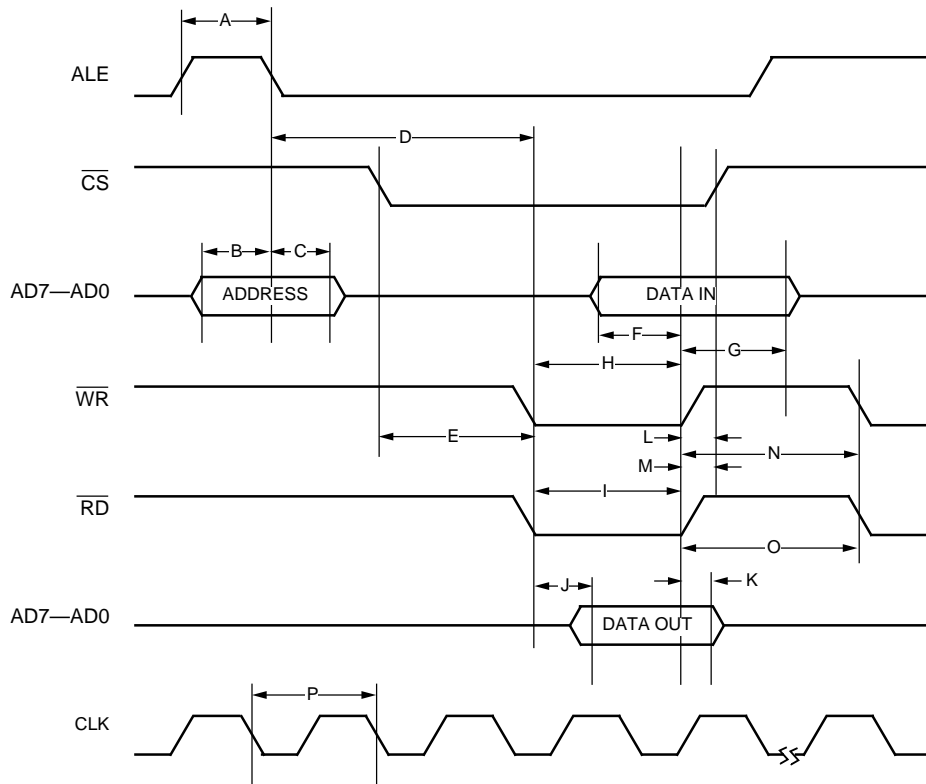 A
ALE
D
CS
B C
AD7—AD0 ADDRESS DATA IN
F
H G
WR
E L N
M
I
RD
O
J K
AD7—AD0 DATA OUT
P
CLK